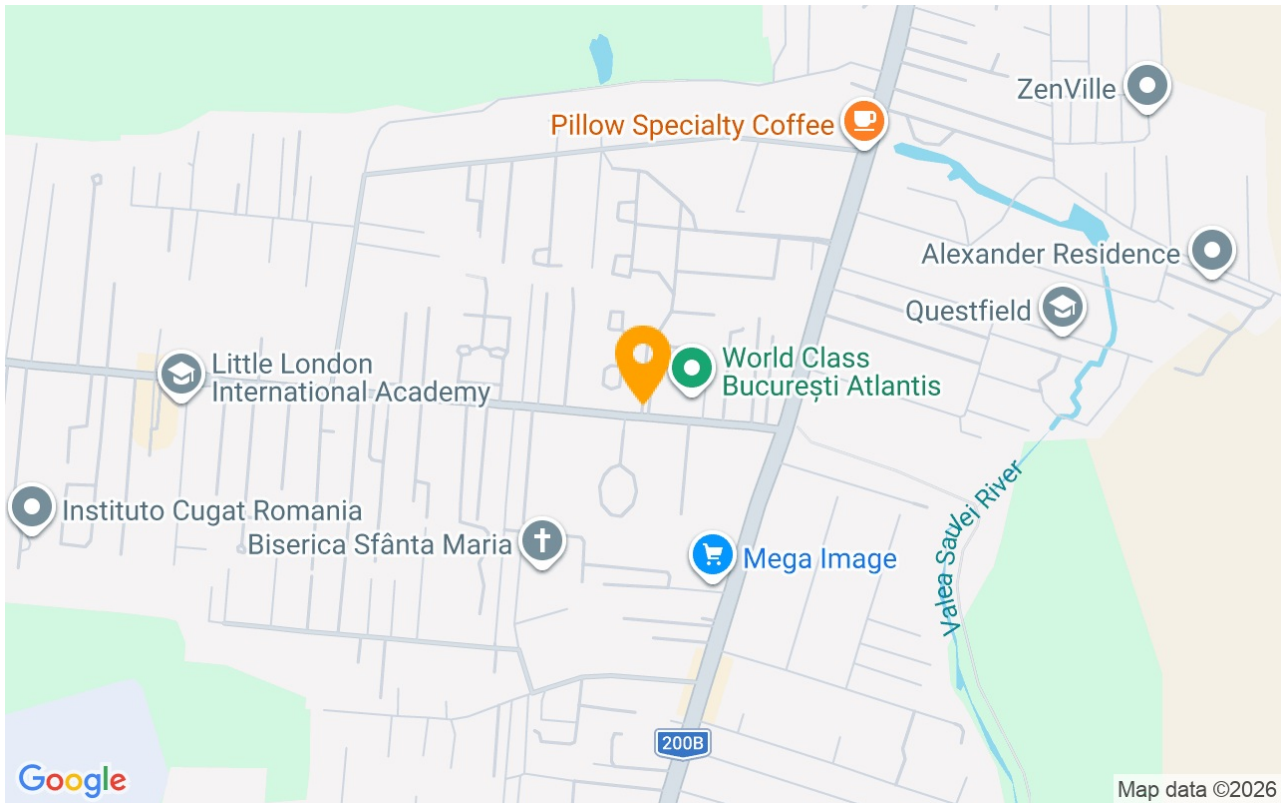 ZenVille
Pillow Specialty Coffee
Alexander Residence
Questfield
World Class
București Atlantis
Little London
International Academy
Instituto Cugat Romania
Biserica Sfânta Maria
Mega Image
Valea Saulei River
200B
Google
Map data ©2026